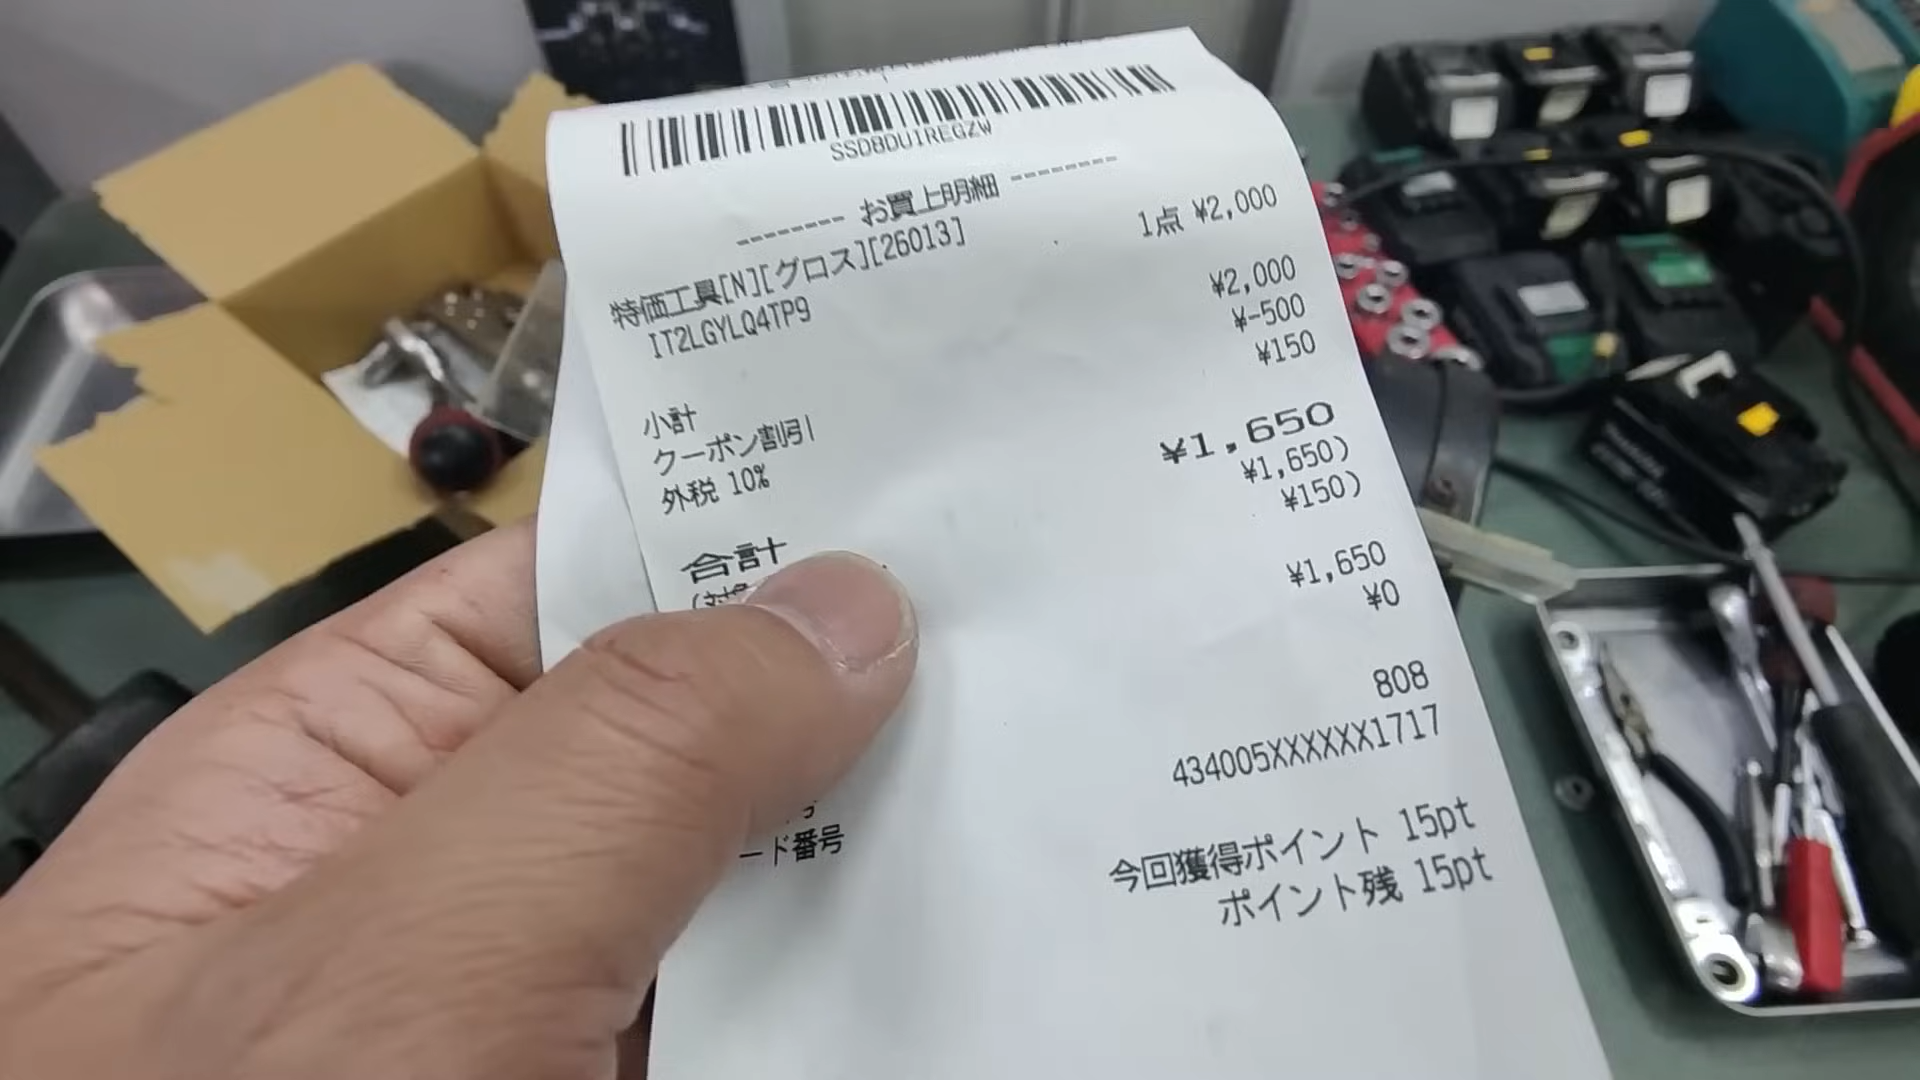 SSD8DUIREGZW
-------- お買上明細 --------
特価工具[N][グロス][26013]
IT2LGYLQ4TP9 1点 ¥2,000
小計 ¥2,000
クーポン割引 ¥-500
外税 10% ¥150
合計 ¥1,650
(対象 ¥1,650)
¥150)
¥1,650
¥0
808
ード番号 434005XXXXXX1717
今回獲得ポイント 15pt
ポイント残 15pt